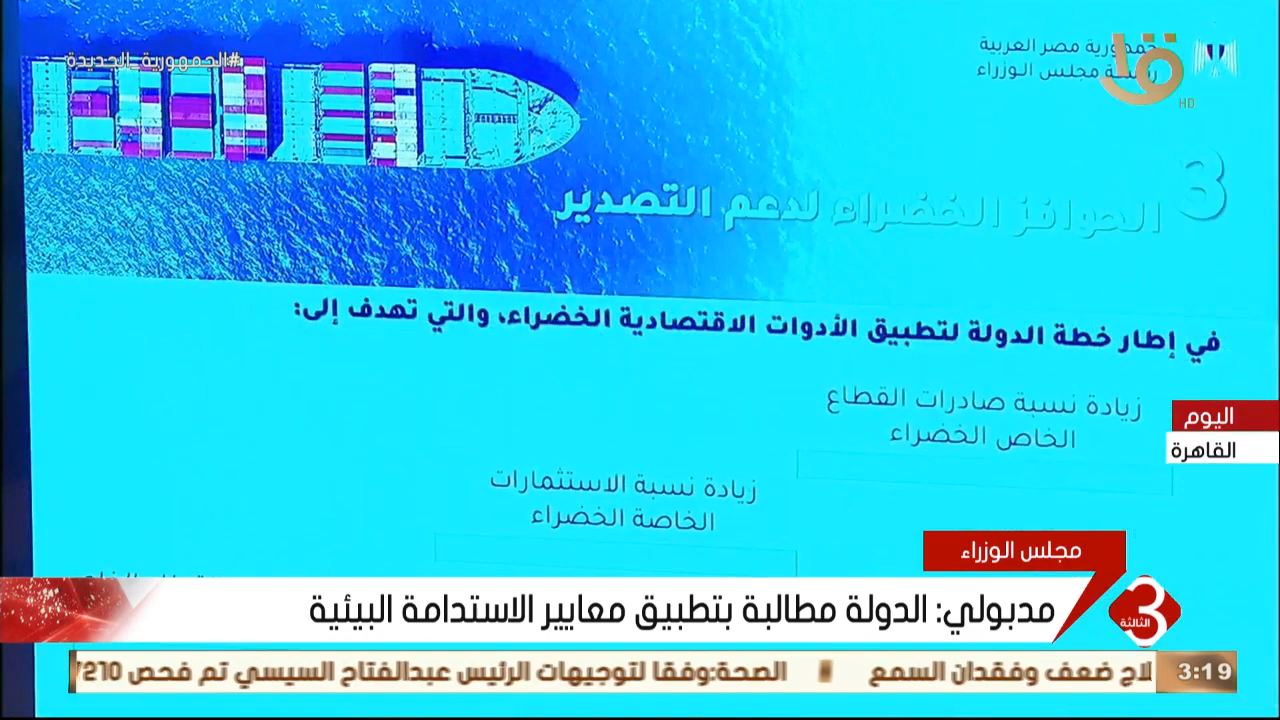 #الجمهورية_الجديدة
جمهورية مصر العربية
رئاسة مجلس الوزراء
HD
3
الحوافز الخضراء لدعم التصدير
في إطار خطة الدولة لتطبيق الأدوات الاقتصادية الخضراء، والتي تهدف إلى:
زيادة نسبة صادرات القطاع
الخاص الخضراء
اليوم
القاهرة
زيادة نسبة الاستثمارات
الخاصة الخضراء
مجلس الوزراء
مدبولي: الدولة مطالبة بتطبيق معايير الاستدامة البيئية
3 الثالثة
3:19 لاج ضعف وفقدان السمع الصحة:وفقا لتوجيهات الرئيس عبدالفتاح السيسي تم فحص 7210